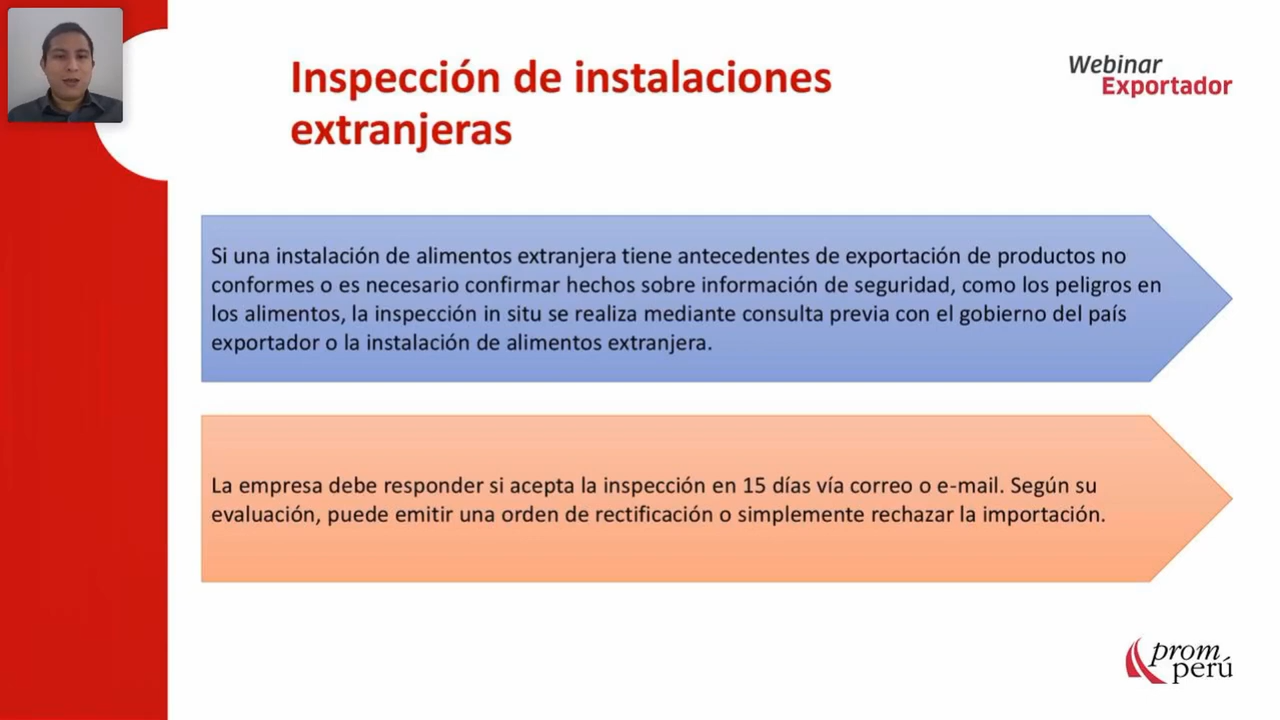 Inspección de instalaciones
extranjeras
Webinar
Exportador
Si una instalación de alimentos extranjera tiene antecedentes de exportación de productos no
conformes o es necesario confirmar hechos sobre información de seguridad, como los peligros en
los alimentos, la inspección in situ se realiza mediante consulta previa con el gobierno del país
exportador o la instalación de alimentos extranjera.
La empresa debe responder si acepta la inspección en 15 días vía correo o e-mail. Según su
evaluación, puede emitir una orden de rectificación o simplemente rechazar la importación.
prom
perú